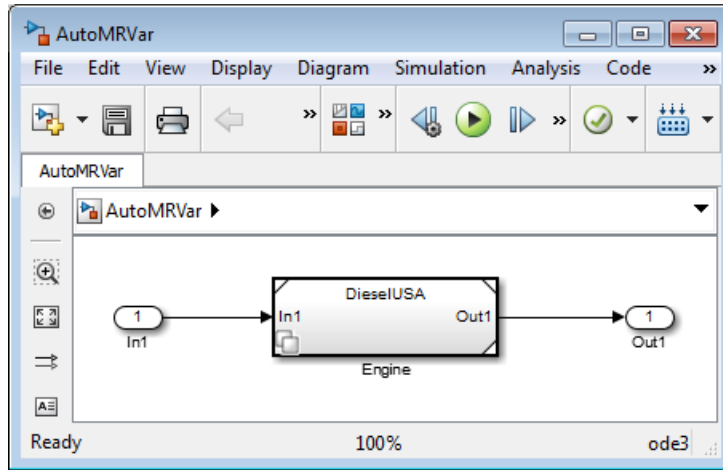 AutoMRVar
File Edit View Display Diagram Simulation Analysis Code »
» »  »
AutoMRVar
AutoMRVar
DieselUSA
1 In1 Out1 1
In1 Out1
Engine
A
Ready 100% ode3